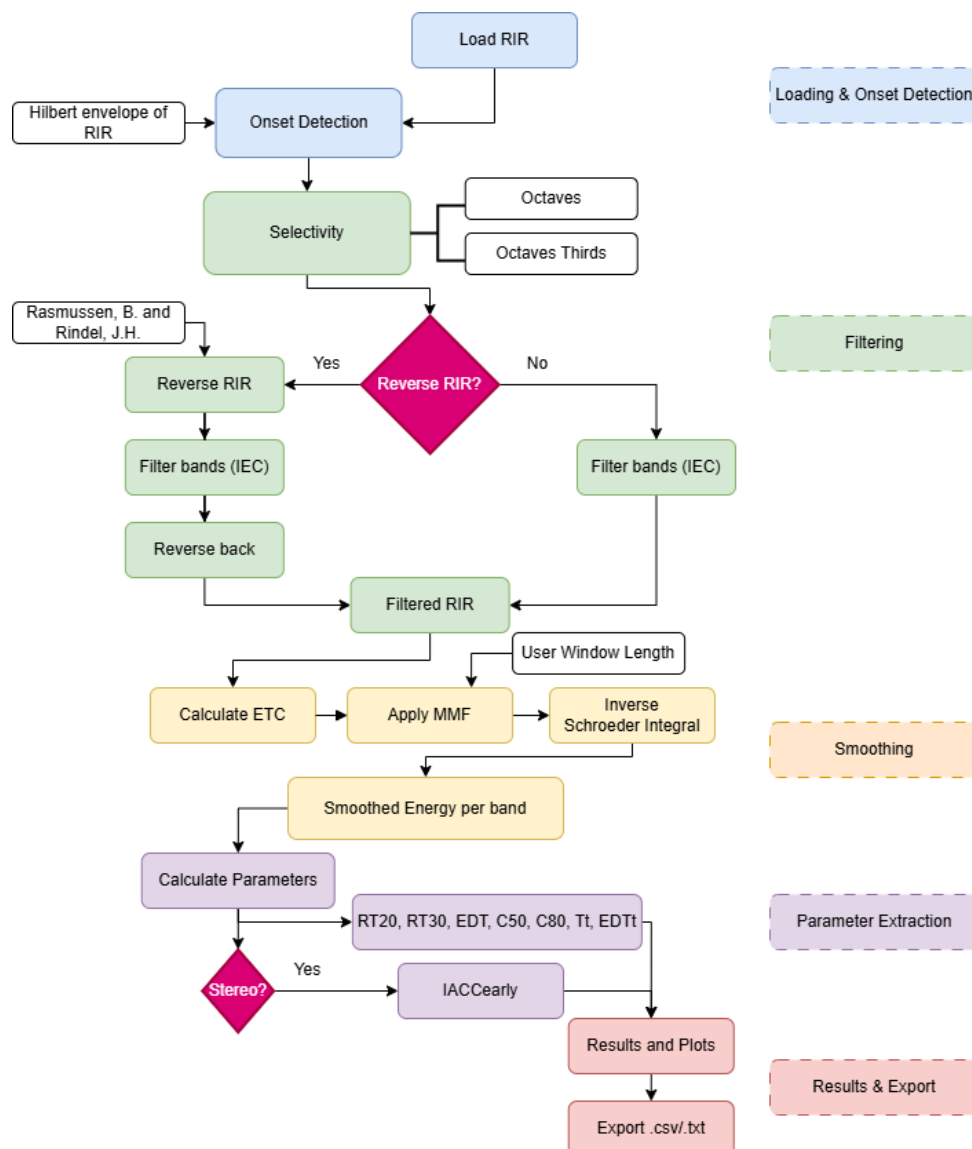 Load RIR
Loading & Onset Detection
Hilbert envelope of
RIR
Onset Detection
Selectivity
Octaves
Octaves Thirds
Rasmussen, B. and
Rindel, J.H.
Filtering
Yes
No
Reverse RIR
Reverse RIR?
Filter bands (IEC)
Filter bands (IEC)
Reverse back
Filtered RIR
User Window Length
Calculate ETC
Apply MMF
Inverse
Schroeder Integral
Smoothing
Smoothed Energy per band
Calculate Parameters
RT20, RT30, EDT, C50, C80, Tt, EDTt
Parameter Extraction
Stereo?
Yes
IACCearly
Results and Plots
Results & Export
Export .csv/.txt